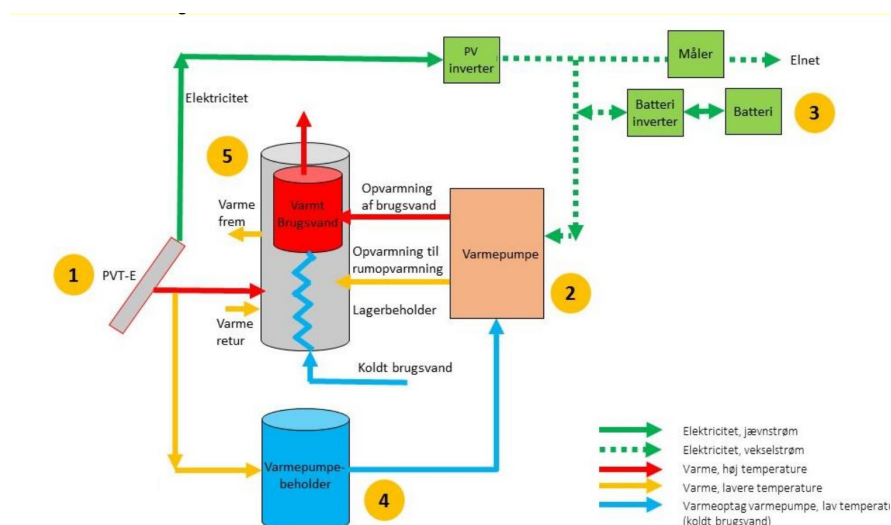 PV
inverter
Måler
Elnet
Elektricitet
Batteri
inverter
Batteri
3
5
Varme
frem
Varmt
Brugsvand
Opvarmning
af brugsvand
Varmepumpe
1
PVT-E
Opvarmning til
rumopvarmning
2
Lagerbeholder
Varme
retur
Koldt brugsvand
Varmepumpe-
beholder
4
Elektricitet, jævnstrøm
Elektricitet, vekselstrøm
Varme, høj temperature
Varme, lavere temperature
Varmeoptag varmepumpe, lav temperatu
(koldt brugsvand)